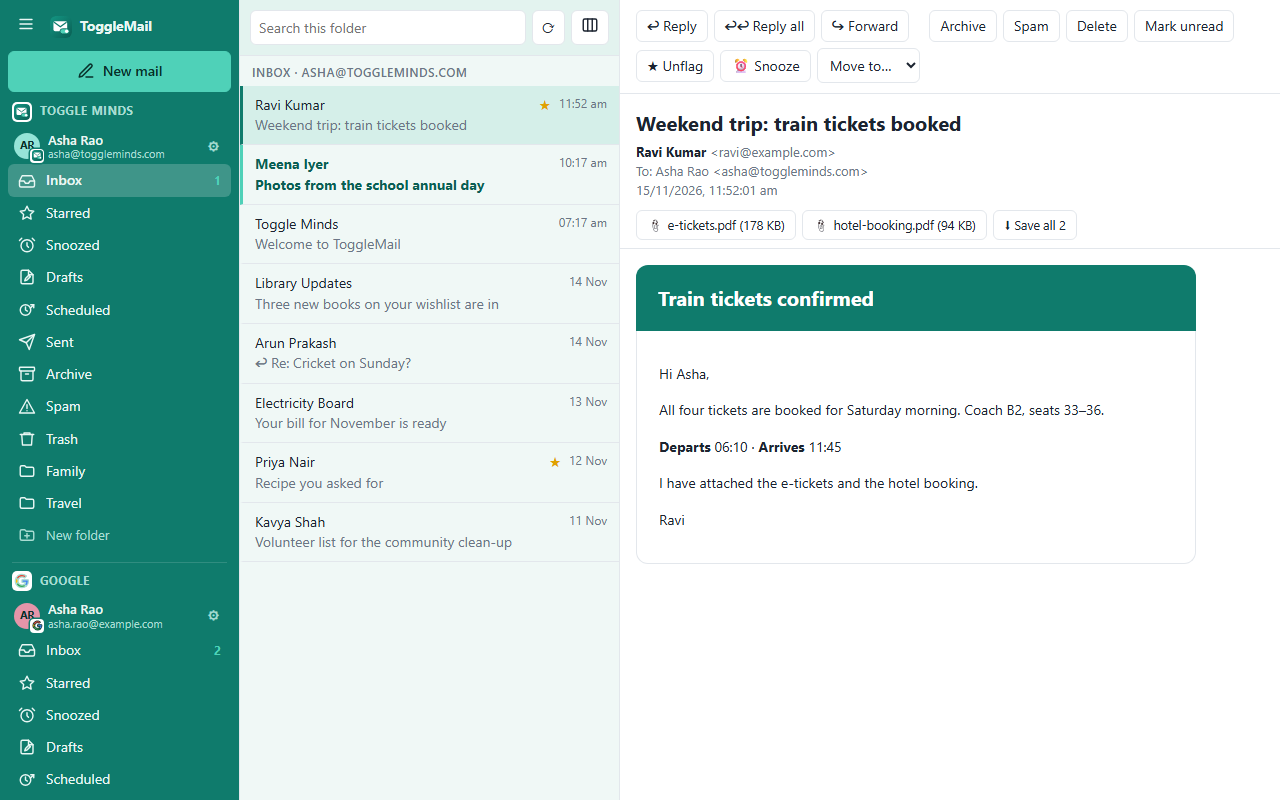 ToggleMail
New mail
TOGGLE MINDS
AR
Asha Rao
asha@toggleminds.com
Inbox 1
Starred
Snoozed
Drafts
Scheduled
Sent
Archive
Spam
Trash
Family
Travel
New folder
GOOGLE
AR
Asha Rao
asha.rao@example.com
Inbox 2
Starred
Snoozed
Drafts
Scheduled
Search this folder
INBOX · ASHA@TOGGLEMINDS.COM
Ravi Kumar ★ 11:52 am
Weekend trip: train tickets booked
Meena Iyer 10:17 am
Photos from the school annual day
Toggle Minds 07:17 am
Welcome to ToggleMail
Library Updates 14 Nov
Three new books on your wishlist are in
Arun Prakash 14 Nov
↩ Re: Cricket on Sunday?
Electricity Board 13 Nov
Your bill for November is ready
Priya Nair ★ 12 Nov
Recipe you asked for
Kavya Shah 11 Nov
Volunteer list for the community clean-up
↩ Reply ↩↩ Reply all ↪ Forward Archive Spam Delete Mark unread
★ Unflag ⏰ Snooze Move to...
Weekend trip: train tickets booked
Ravi Kumar <ravi@example.com>
To: Asha Rao <asha@toggleminds.com>
15/11/2026, 11:52:01 am
e-tickets.pdf (178 KB) hotel-booking.pdf (94 KB) ⬇ Save all 2
Train tickets confirmed
Hi Asha,
All four tickets are booked for Saturday morning. Coach B2, seats 33–36.
Departs 06:10 · Arrives 11:45
I have attached the e-tickets and the hotel booking.
Ravi